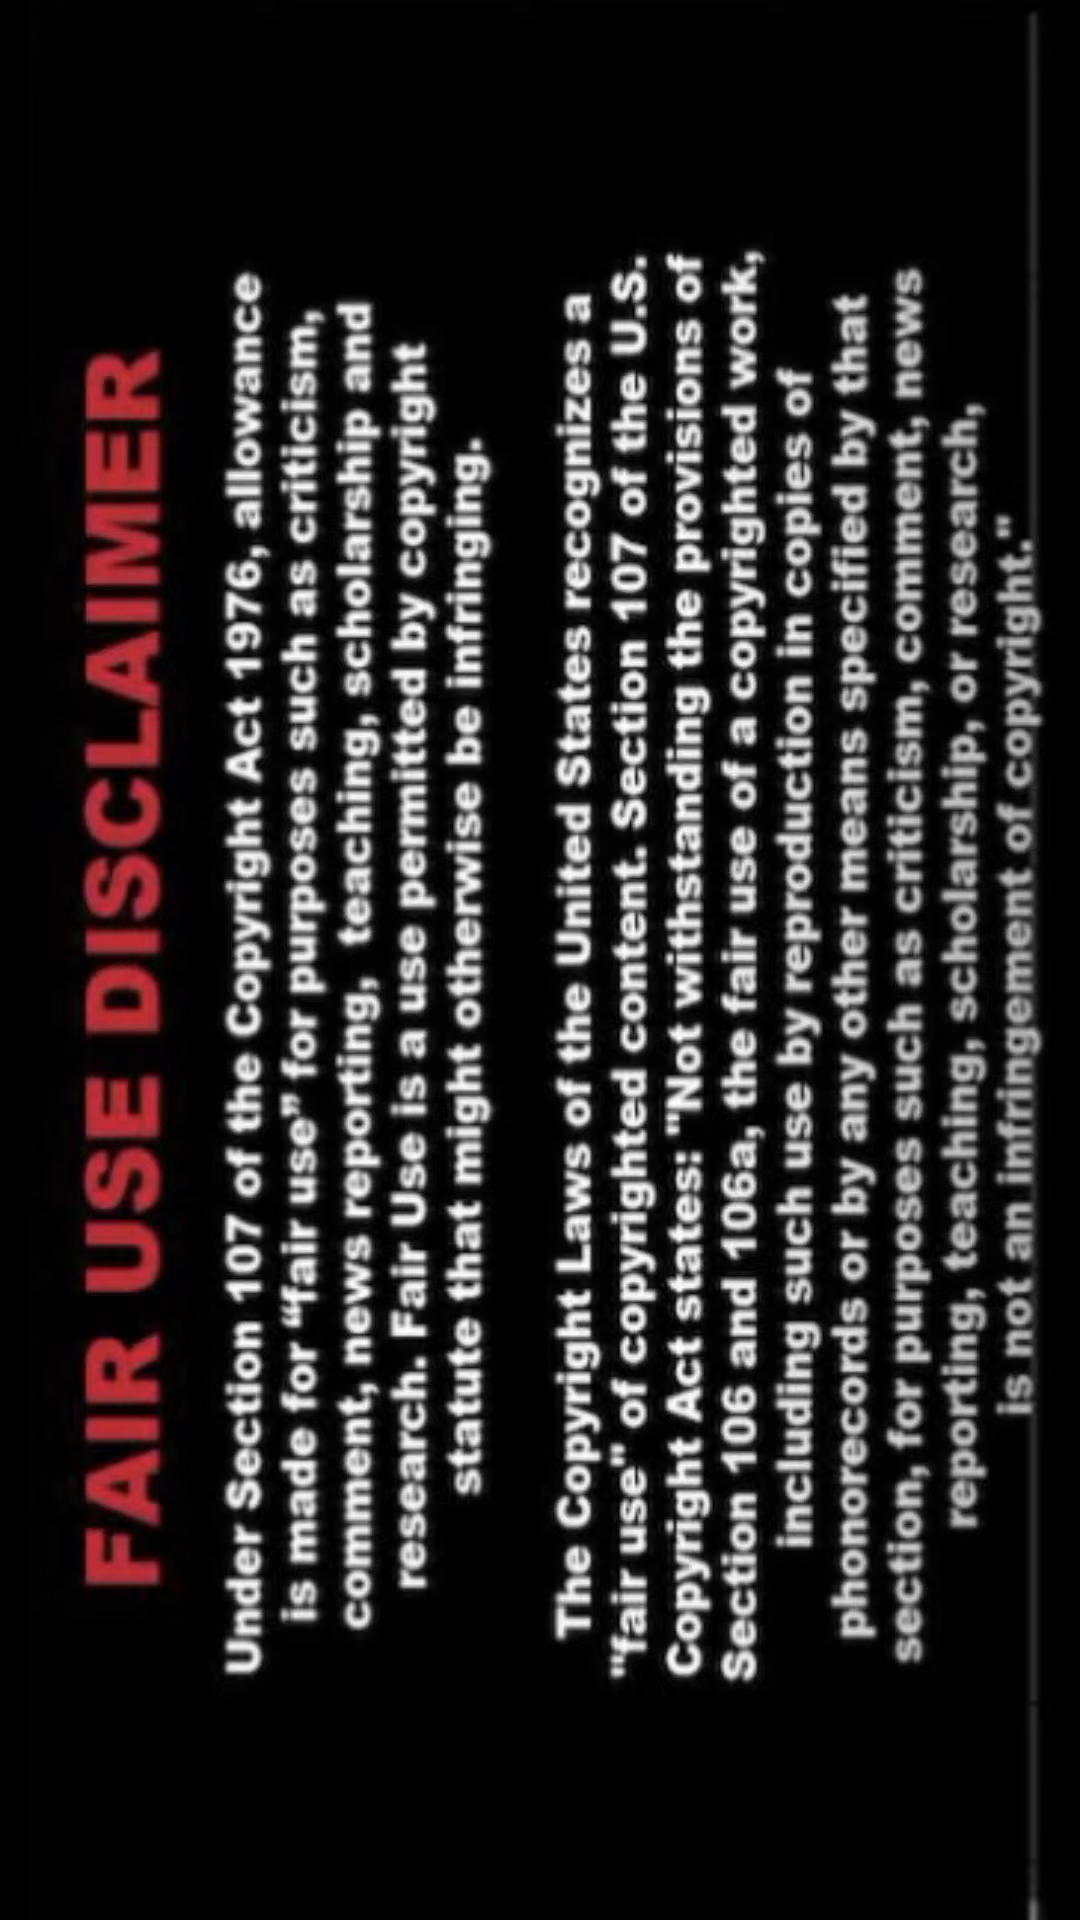 FAIR USE DISCLAIMER
Under Section 107 of the Copyright Act 1976, allowance
is made for “fair use” for purposes such as criticism,
comment, news reporting, teaching, scholarship and
research. Fair Use is a use permitted by copyright
statute that might otherwise be infringing.
The Copyright Laws of the United States recognizes a
"fair use" of copyrighted content. Section 107 of the U.S.
Copyright Act states: "Not withstanding the provisions of
Section 106 and 106a, the fair use of a copyrighted work,
including such use by reproduction in copies of
phonorecords or by any other means specified by that
section, for purposes such as criticism, comment, news
reporting, teaching, scholarship, or research,
is not an infringement of copyright."